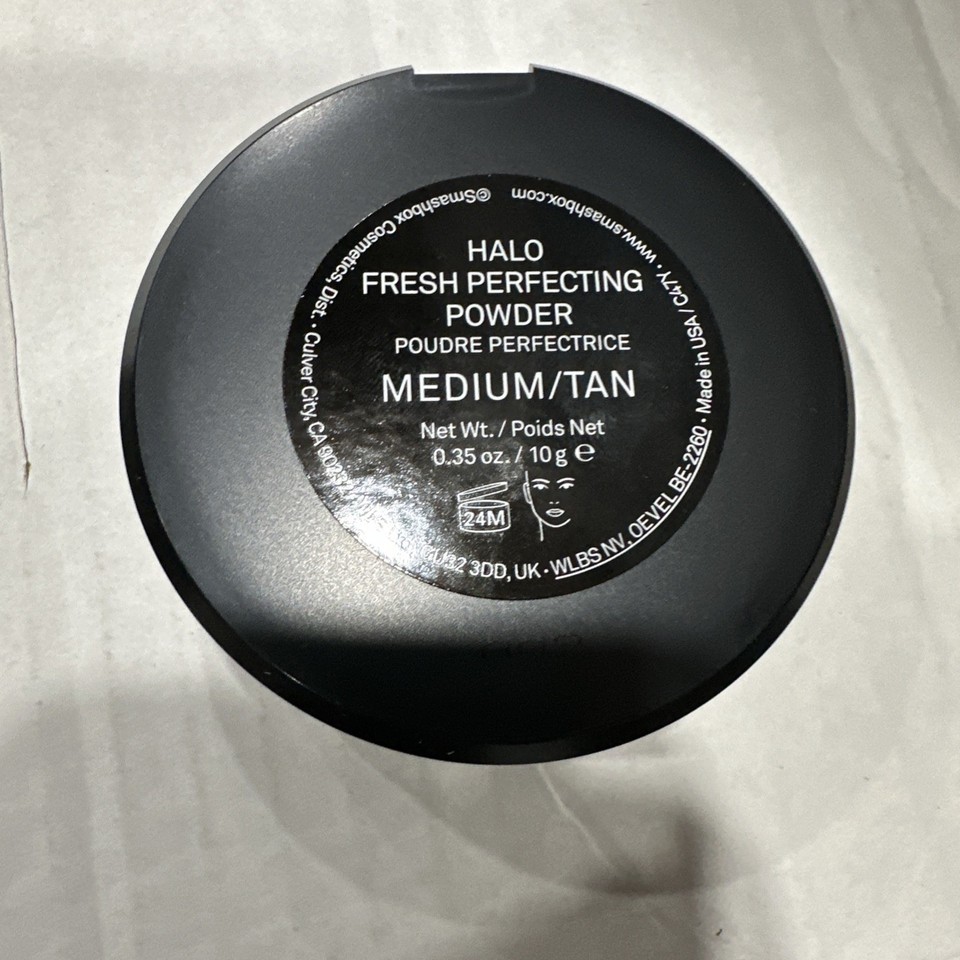 HALO
FRESH PERFECTING
POWDER
POUDRE PERFECTRICE
MEDIUM/TAN
Net Wt. / Poids Net
0.35 oz. / 10 g ℮
24M
©Smashbox Cosmetics, Dist. • Culver City, CA
3DD, UK • WLBS NV, OEVEL BE-2260 • Made in USA / C47Y • www.smashbox.com